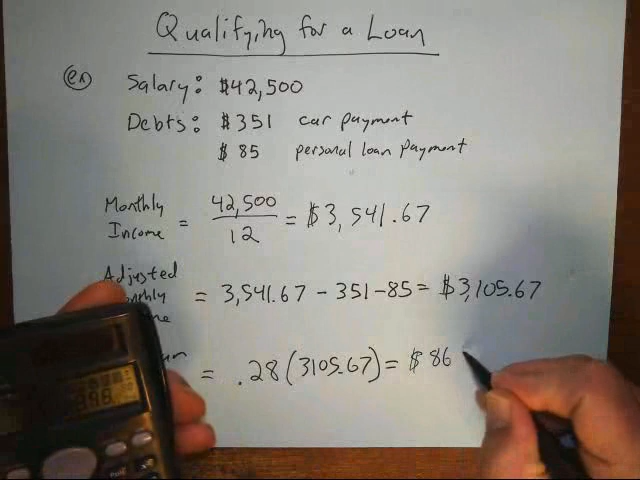 Qualifying for a Loan
ex Salary: $42,500
Debts: $351 car payment
$85 personal loan payment
Monthly Income = 42,500 / 12 = $3,541.67
Adjusted
= 3,541.67 - 351 - 85 = $3,105.67
= .28(3105.67) = $86